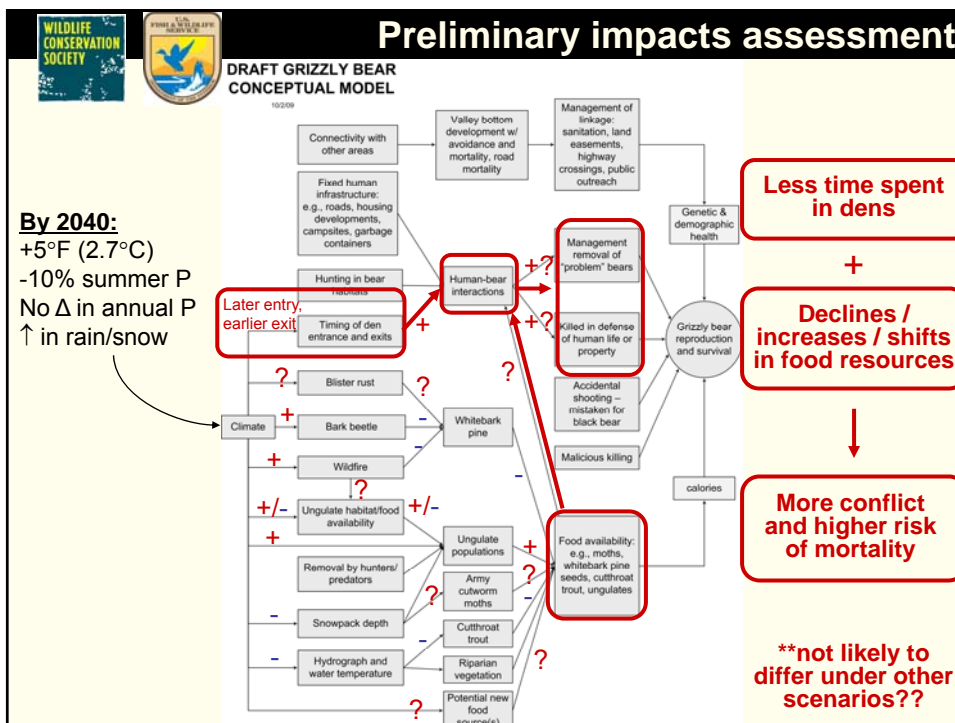 Preliminary impacts assessment
WILDLIFE
CONSERVATION
SOCIETY
U.S.
FISH & WILDLIFE
SERVICE
DRAFT GRIZZLY BEAR
CONCEPTUAL MODEL
10/2/09
By 2040:
+5°F (2.7°C)
-10% summer P
No Δ in annual P
↑ in rain/snow
Connectivity with
other areas
Valley bottom
development w/
avoidance and
mortality, road
mortality
Management of
linkage:
sanitation, land
easements,
highway
crossings, public
outreach
Fixed human
infrastructure:
e.g., roads, housing
developments,
campsites, garbage
containers
Genetic &
demographic
health
Hunting in bear
habitats
Human-bear
interactions
+?
+?
Management
removal of
"problem" bears
Later entry,
earlier exit
Timing of den
entrance and exits
+
Killed in defense
of human life or
property
Grizzly bear
reproduction
and survival
?
Accidental
shooting –
mistaken for
black bear
Malicious killing
Climate
?
Blister rust
?
+
Bark beetle
-
Whitebark
pine
-
+
Wildfire
-
?
+/-
Ungulate habitat/food
availability
+/-
+
Ungulate
populations
+
Removal by hunters/
predators
?
Army
cutworm
moths
?
-
Snowpack depth
-
Cutthroat
trout
-
-
Hydrograph and
water temperature
Riparian
vegetation
?
?
Potential new
food
source(s)
Food availability:
e.g., moths,
whitebark pine
seeds, cutthroat
trout, ungulates
calories
Less time spent
in dens
+
Declines /
increases / shifts
in food resources
↓
More conflict
and higher risk
of mortality
**not likely to
differ under other
scenarios??